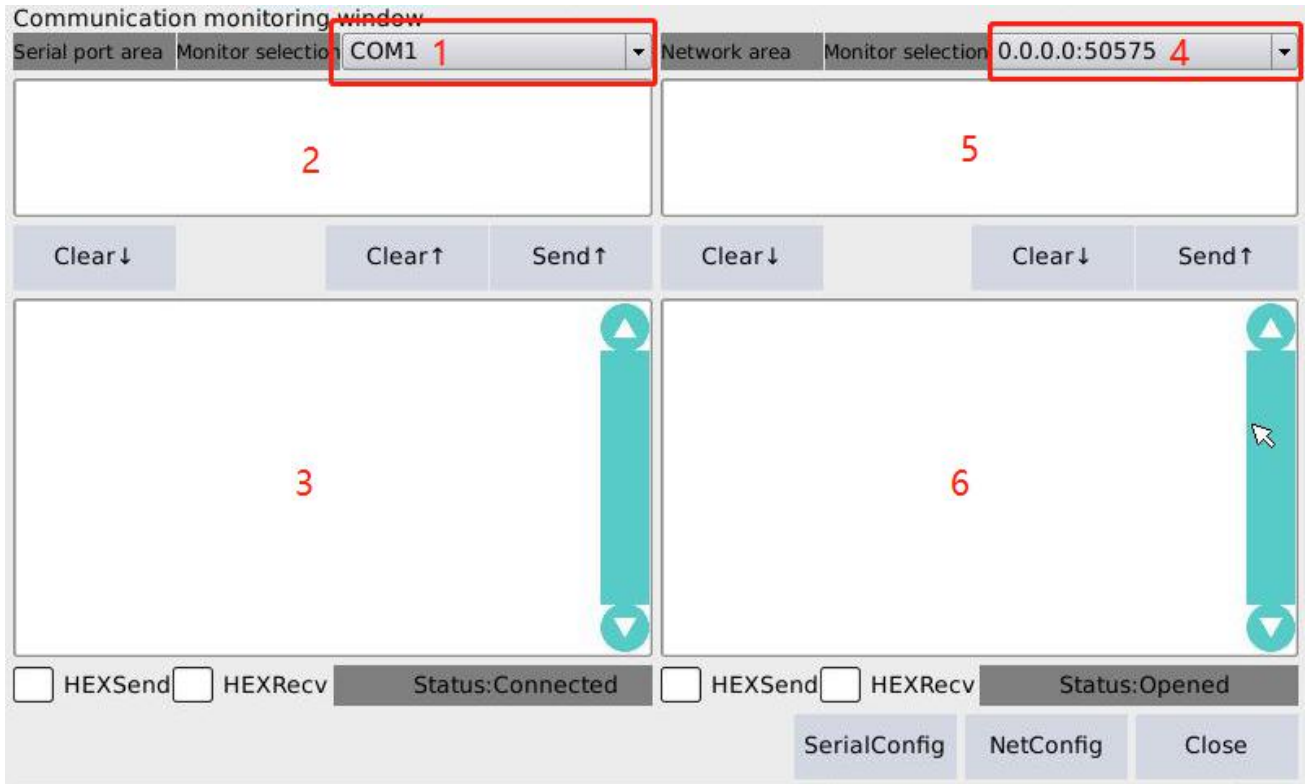 Communication monitoring window
Serial port area Monitor selection COM1 1 Network area Monitor selection 0.0.0.0:50575 4
2 5
Clear↓ Clear↑ Send↑ Clear↓ Clear↓ Send↑
3 6
HEXSend HEXRecv Status:Connected HEXSend HEXRecv Status:Opened
SerialConfig NetConfig Close